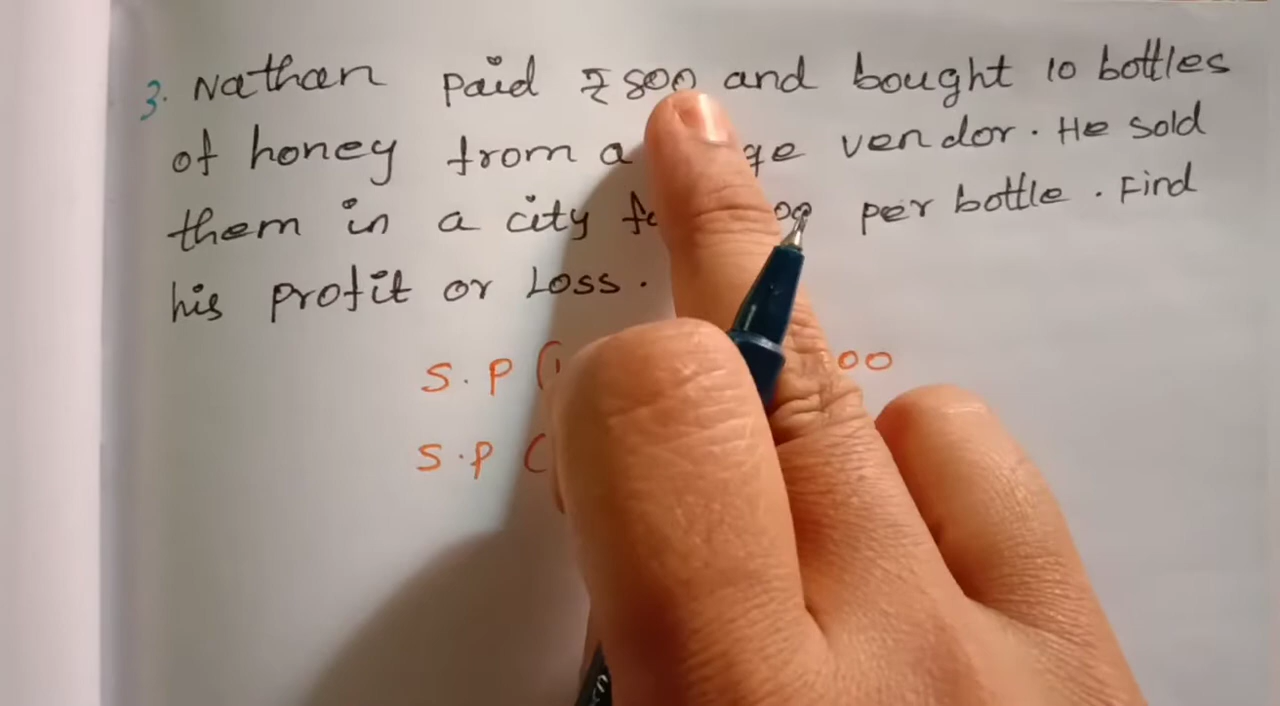 3. Nathan paid ₹ 800 and bought 10 bottles
of honey from a vendor. He sold
them in a city per bottle. Find
his profit or Loss.
S.P (
S.P (